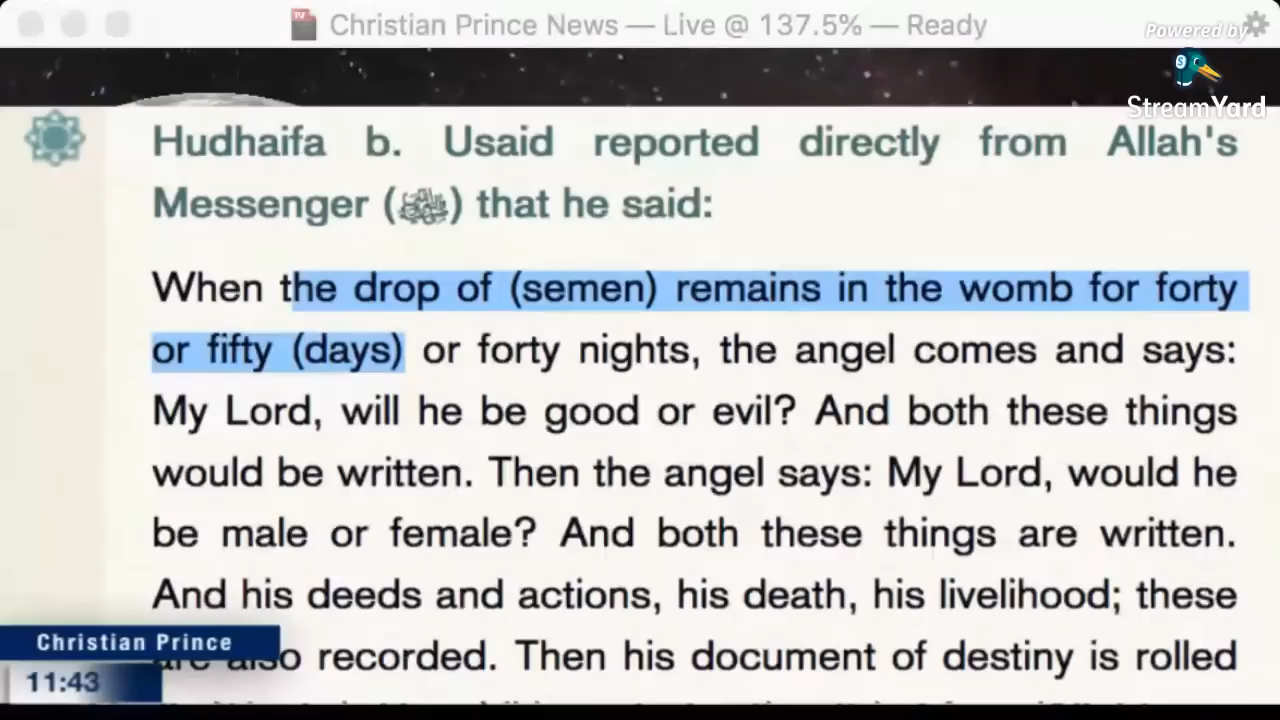 Christian Prince News — Live @ 137.5% — Ready
Powered by
StreamYard
Hudhaifa b. Usaid reported directly from Allah's
Messenger (ﷺ) that he said:
When the drop of (semen) remains in the womb for forty
or fifty (days) or forty nights, the angel comes and says:
My Lord, will he be good or evil? And both these things
would be written. Then the angel says: My Lord, would he
be male or female? And both these things are written.
And his deeds and actions, his death, his livelihood; these
are also recorded. Then his document of destiny is rolled
Christian Prince
11:43